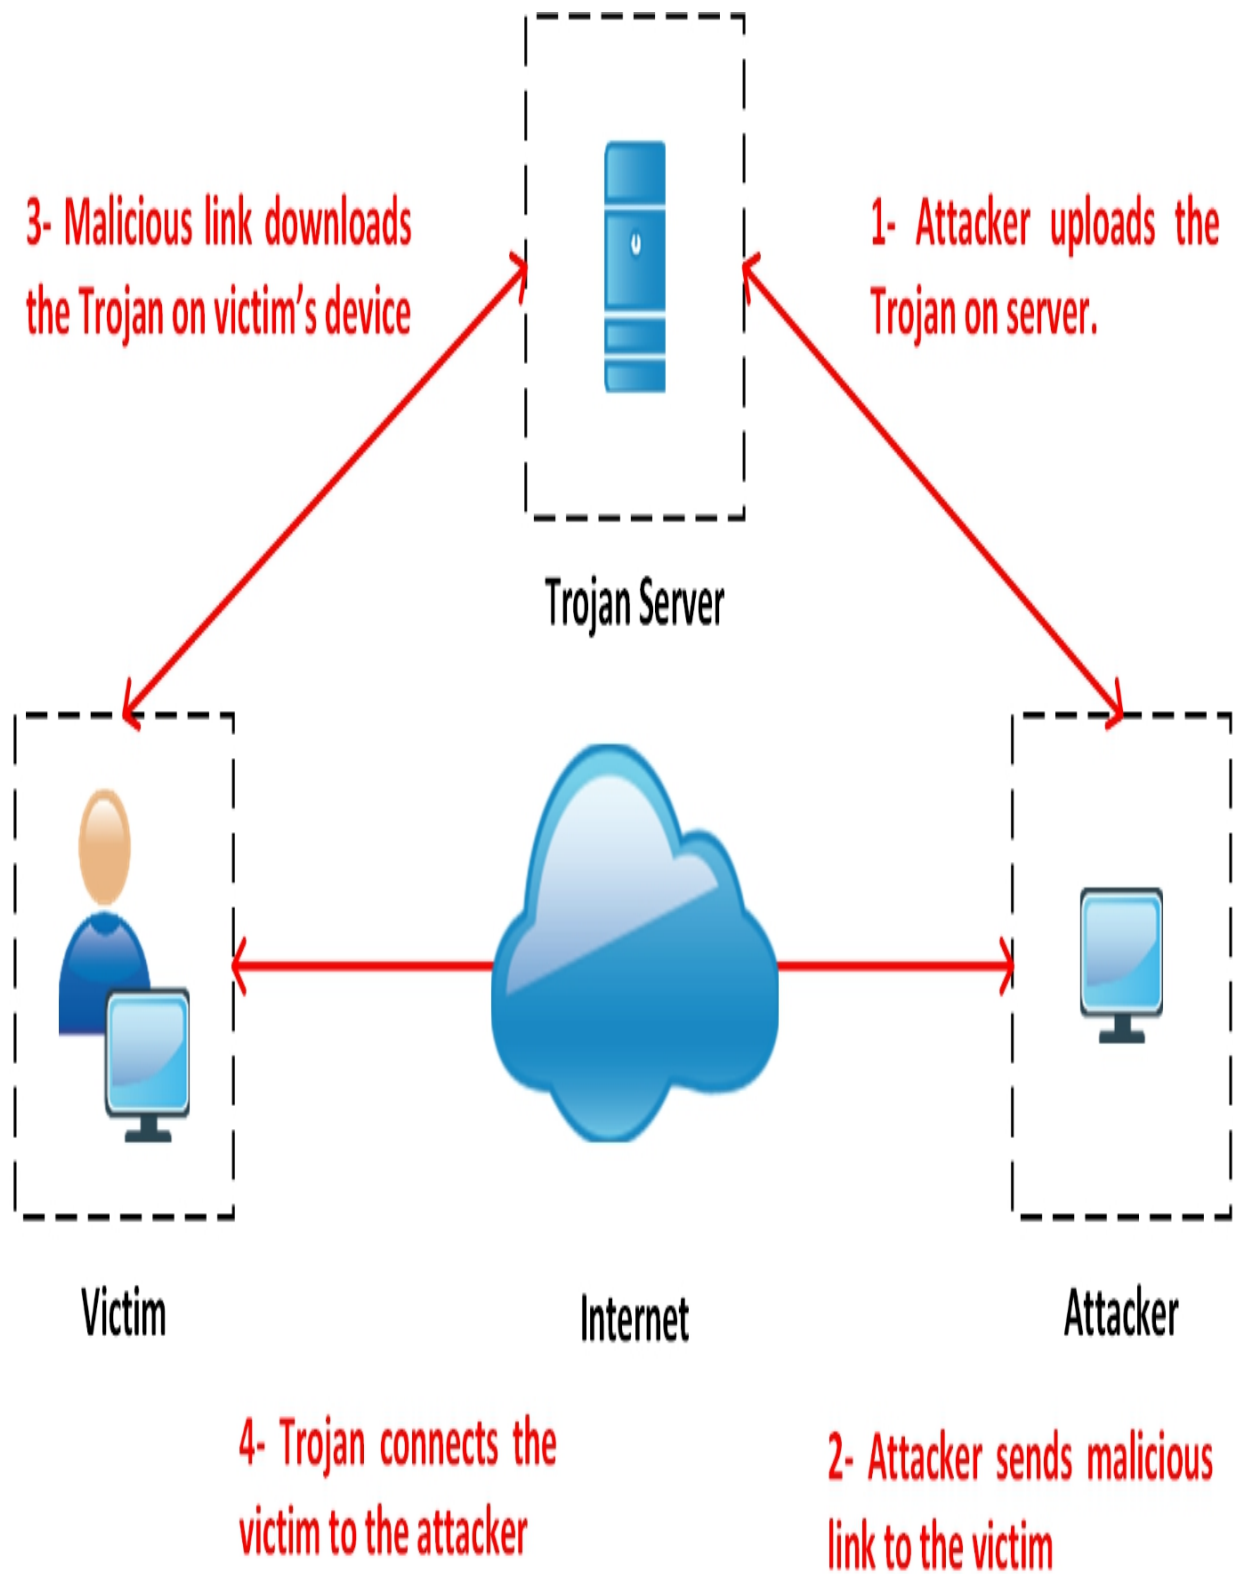 3- Malicious link downloads
the Trojan on victim's device
1- Attacker uploads the
Trojan on server.
Trojan Server
Victim
Internet
Attacker
4- Trojan connects the
victim to the attacker
2- Attacker sends malicious
link to the victim